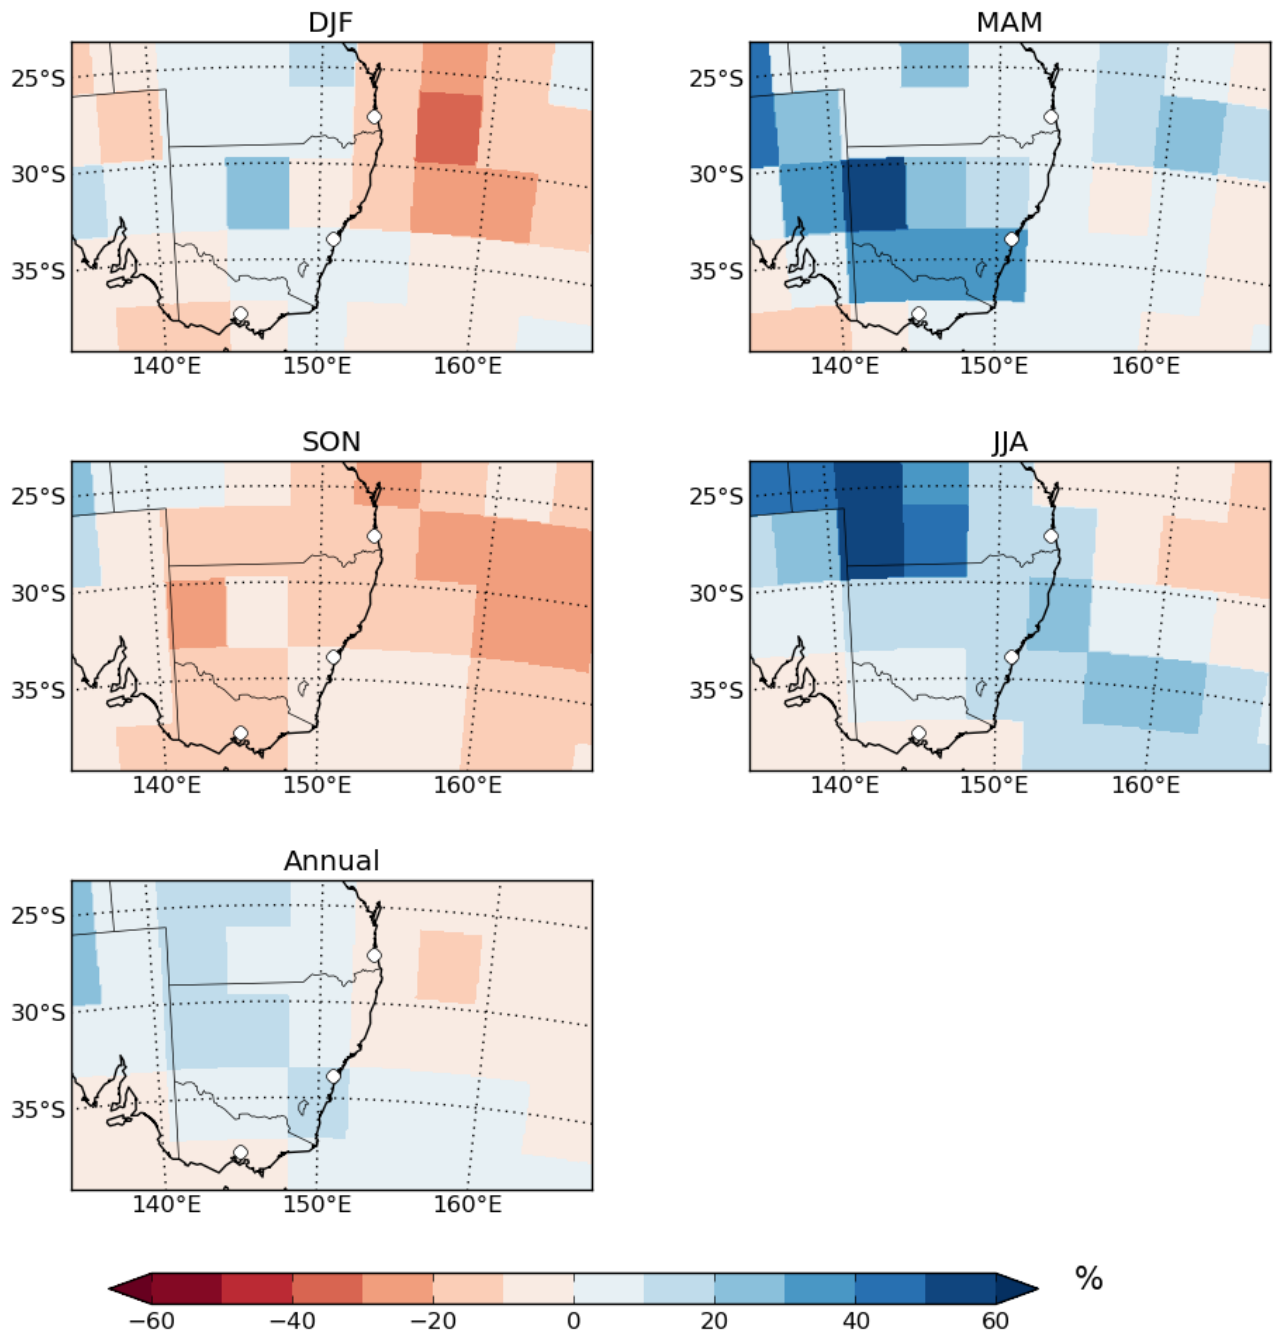 DJF MAM
25°S 25°S
30°S 30°S
35°S 35°S
140°E 150°E 160°E 140°E 150°E 160°E
SON JJA
25°S 25°S
30°S 30°S
35°S 35°S
140°E 150°E 160°E 140°E 150°E 160°E
Annual
25°S
30°S
35°S
140°E 150°E 160°E
%
−60 −40 −20 0 20 40 60